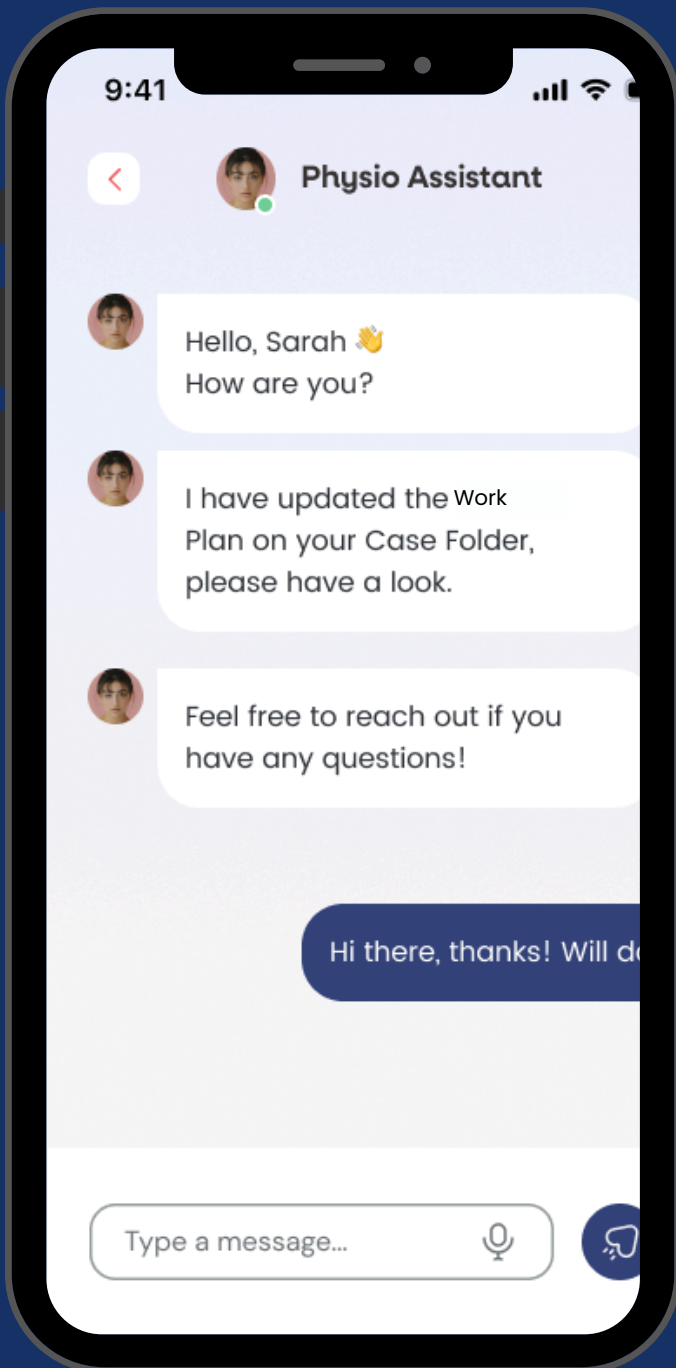 9:41
Physio Assistant
Hello, Sarah 👋
How are you?
I have updated the Work
Plan on your Case Folder,
please have a look.
Feel free to reach out if you
have any questions!
Hi there, thanks! Will
Type a message...